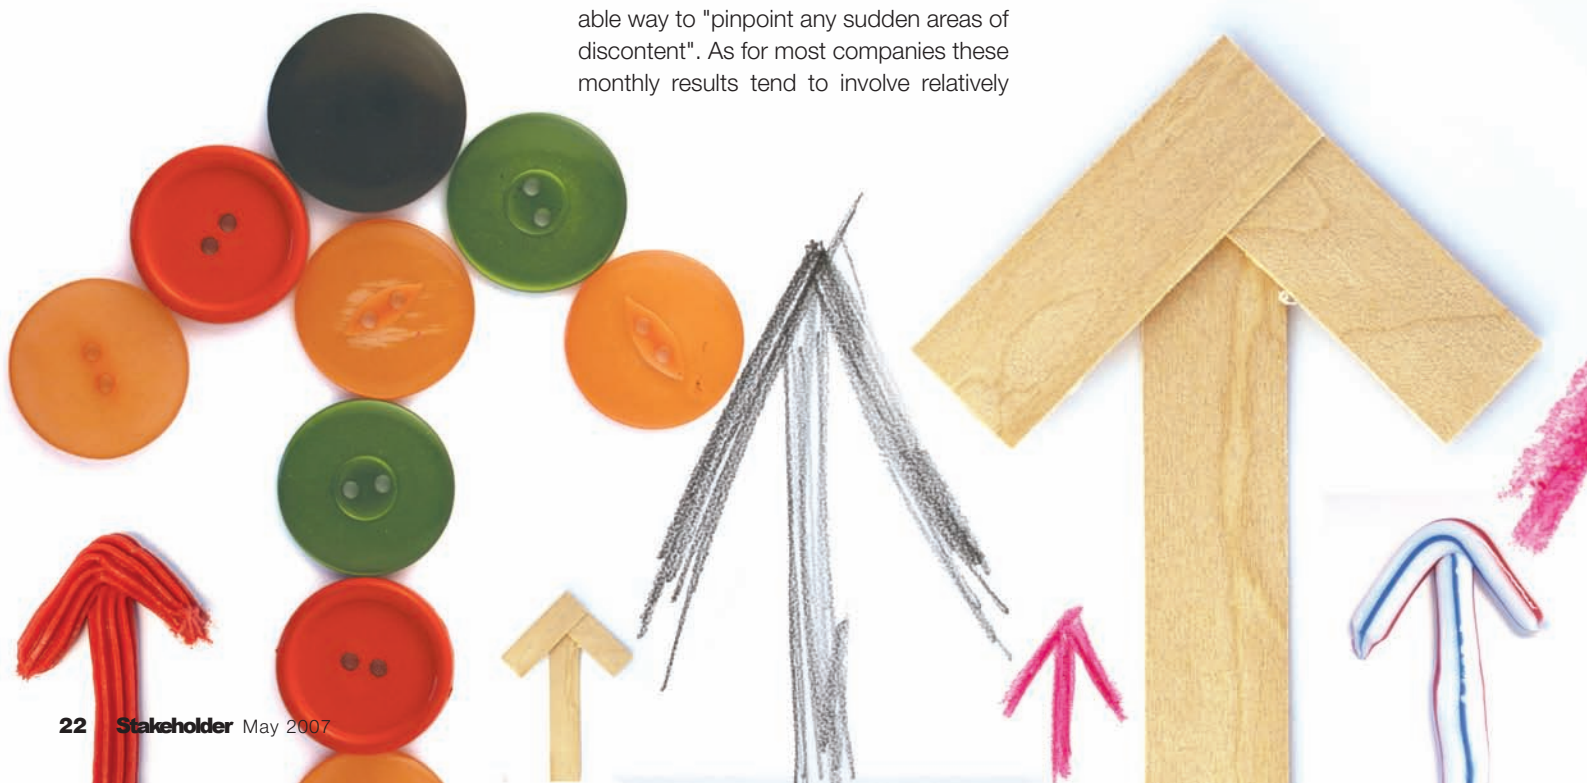 able way to "pinpoint any sudden areas of
discontent". As for most companies these
monthly results tend to involve relatively
22 Stakeholder May 2007